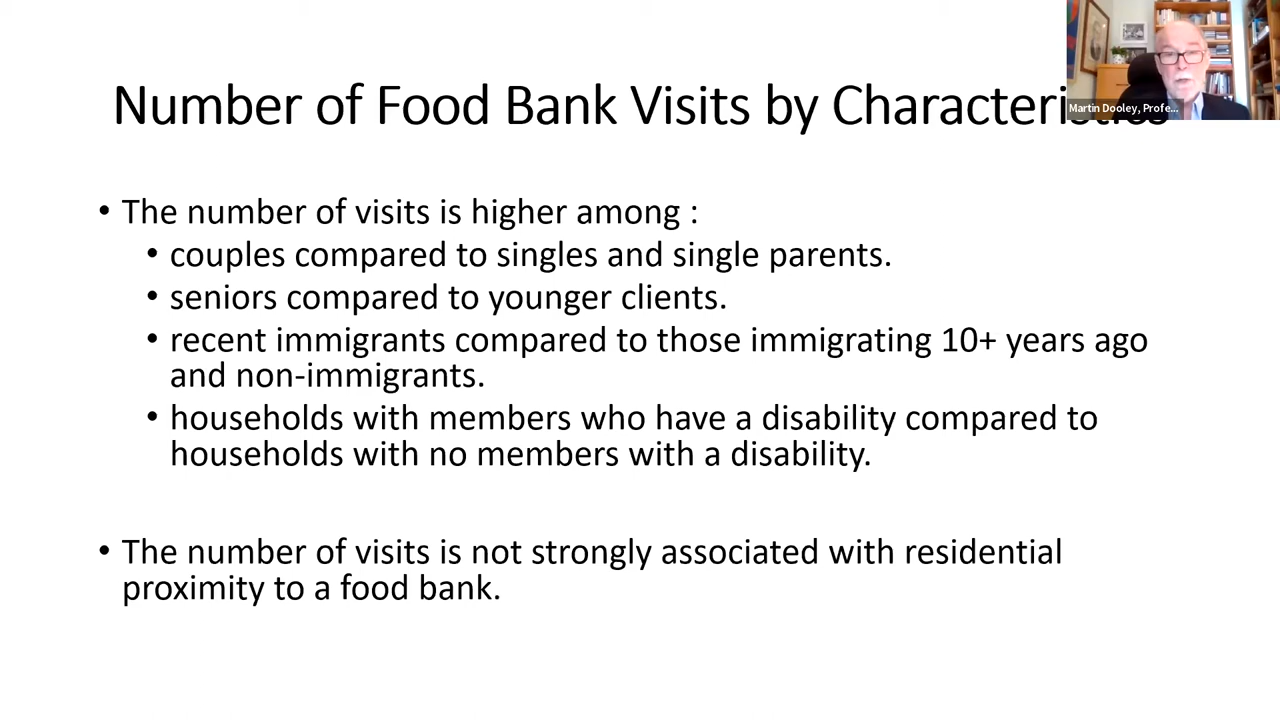 Number of Food Bank Visits by Characteristics
Martin Dooley, Profe...
• The number of visits is higher among :
• couples compared to singles and single parents.
• seniors compared to younger clients.
• recent immigrants compared to those immigrating 10+ years ago
and non-immigrants.
• households with members who have a disability compared to
households with no members with a disability.
• The number of visits is not strongly associated with residential
proximity to a food bank.